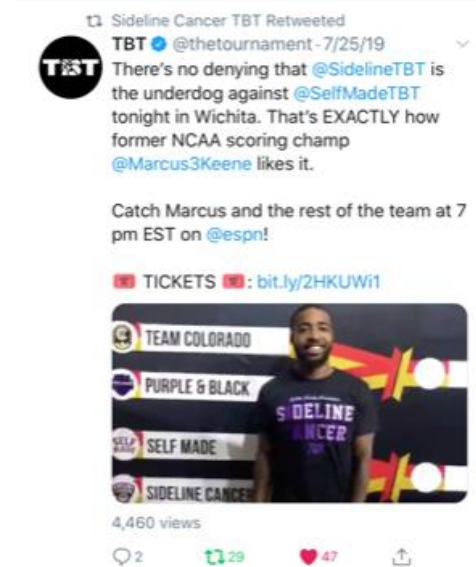 Sideline Cancer TBT Retweeted
TBT @thetournament-7/25/19
TBT
There's no denying that @SidelineTBT is
the underdog against @SelfMadeTBT
tonight in Wichita. That's EXACTLY how
former NCAA scoring champ
@Marcus3Keene likes it.
Catch Marcus and the rest of the team at 7
pm EST on @espn!
TICKETS : bit.ly/2HKUWi1
TEAM COLORADO
PURPLE & BLACK
SELF MADE
SIDELINE CANCER
S DELINE
ANCER
4,460 views
2 29 47